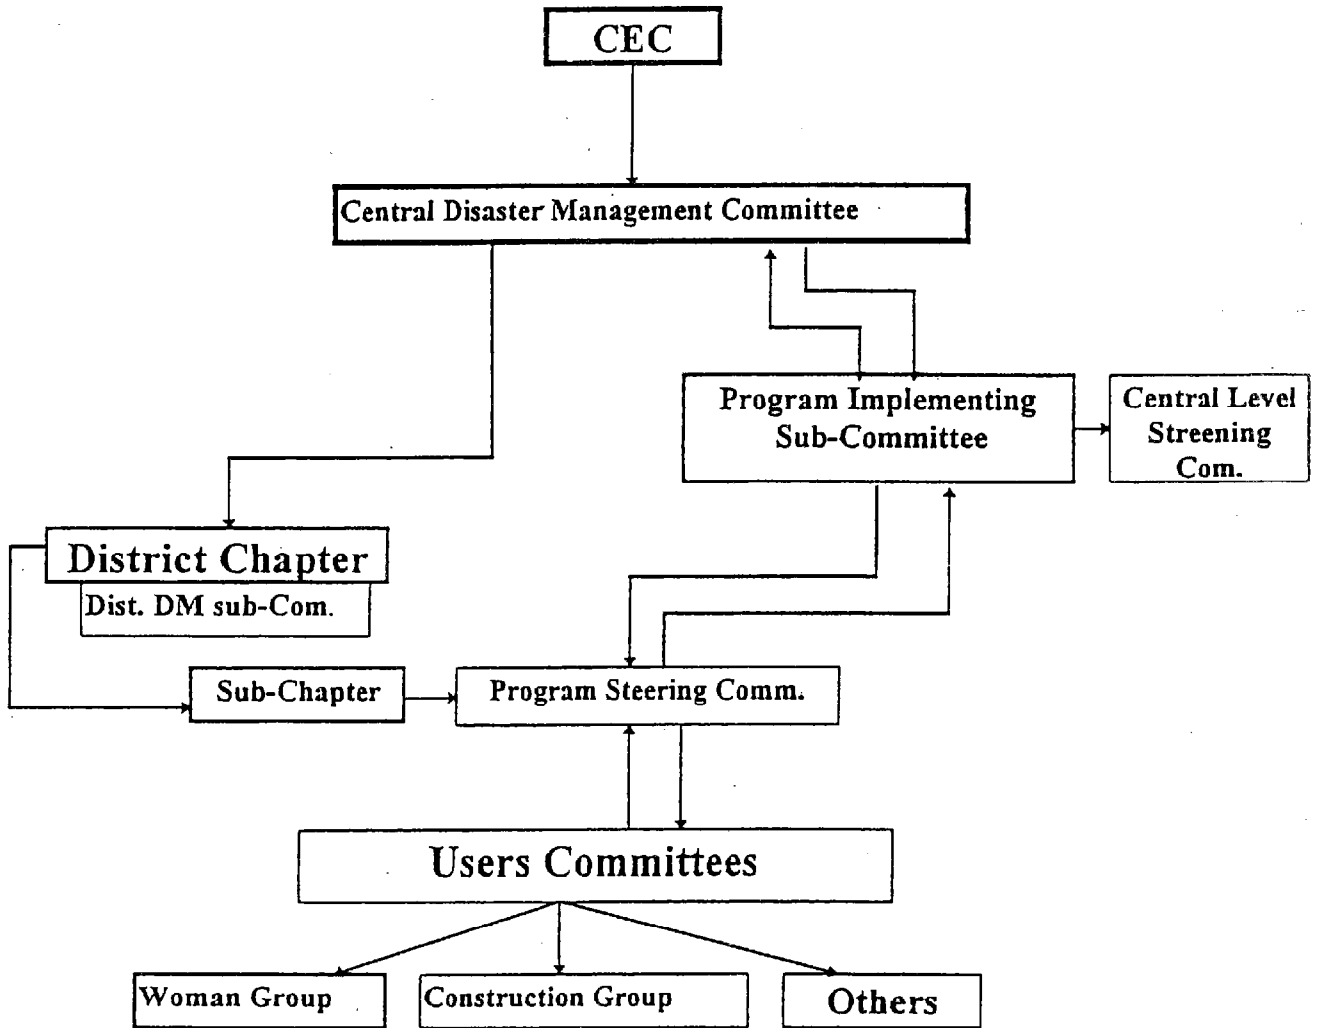 CEC
Central Disaster Management Committee
Program Implementing
Sub-Committee
Central Level
Streening
Com.
District Chapter
Dist. DM sub-Com.
Sub-Chapter
Program Steering Comm.
Users Committees
Woman Group
Construction Group
Others